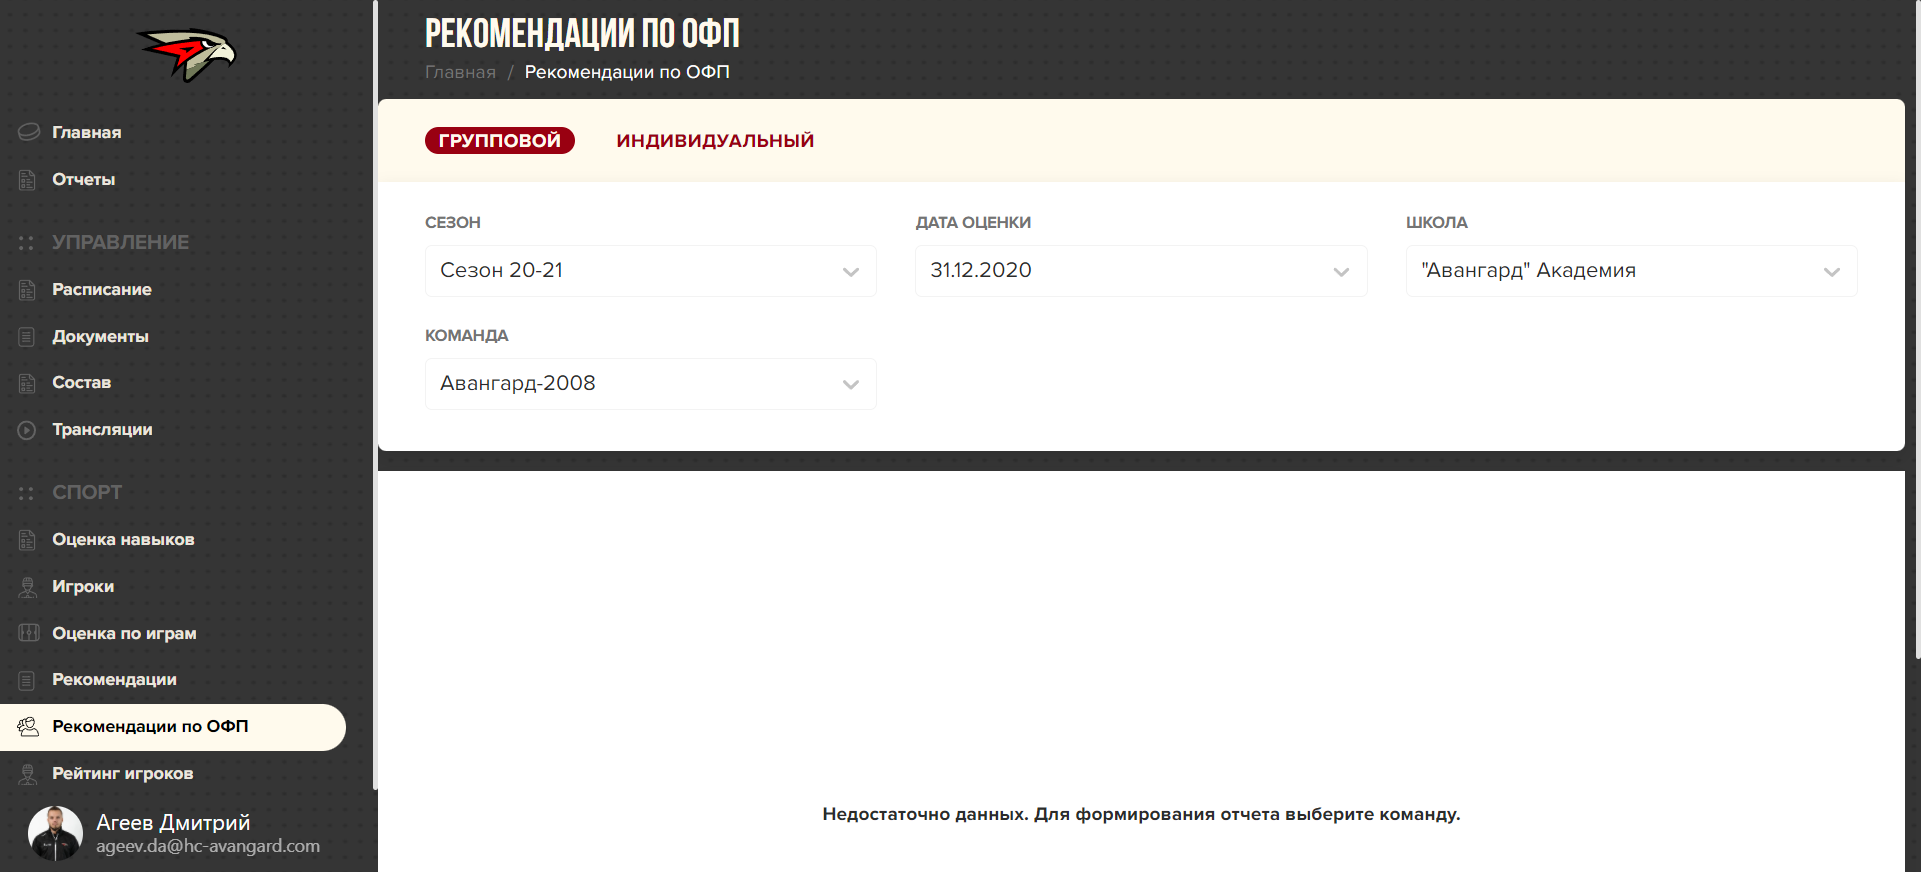 РЕКОМЕНДАЦИИ ПО ОФП
Главная / Рекомендации по ОФП
Главная
Отчеты
УПРАВЛЕНИЕ
Расписание
Документы
Состав
Трансляции
СПОРТ
Оценка навыков
Игроки
Оценка по играм
Рекомендации
Рекомендации по ОФП
Рейтинг игроков
Агеев Дмитрий
ageev.da@hc-avangard.com
ГРУППОВОЙ ИНДИВИДУАЛЬНЫЙ
СЕЗОН
Сезон 20-21
ДАТА ОЦЕНКИ
31.12.2020
ШКОЛА
"Авангард" Академия
КОМАНДА
Авангард-2008
Недостаточно данных. Для формирования отчета выберите команду.